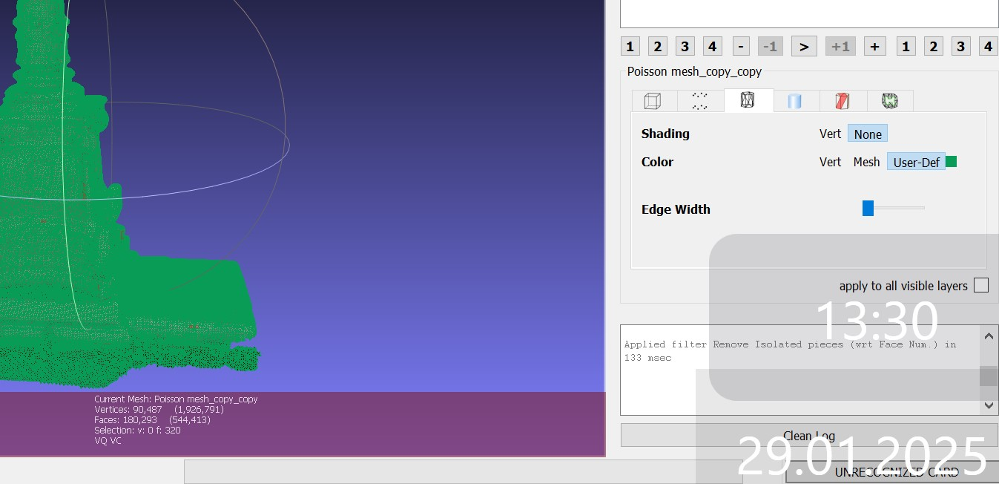 1 2 3 4 - -1 > +1 + 1 2 3 4
Poisson mesh_copy_copy
Shading Vert None
Color Vert Mesh User-Def
Edge Width
apply to all visible layers
13:30
Applied filter Remove Isolated pieces (wrt Face Num.) in
133 msec
Current Mesh: Poisson mesh_copy_copy
Vertices: 90,487 (1,926,791)
Faces: 180,293 (544,413)
Selection: v: 0 f: 320
VQ VC
Clean Log
29.01.2025
UNRECOGNIZED CARD